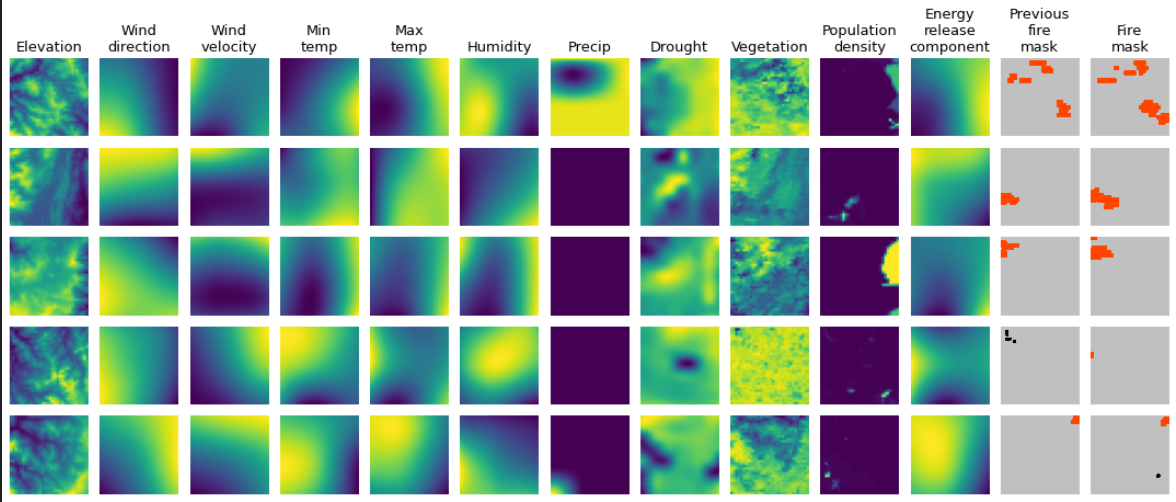 Elevation
Wind
direction
Wind
velocity
Min
temp
Max
temp
Humidity
Precip
Drought
Vegetation
Population
density
Energy
release
component
Previous
fire
mask
Fire
mask